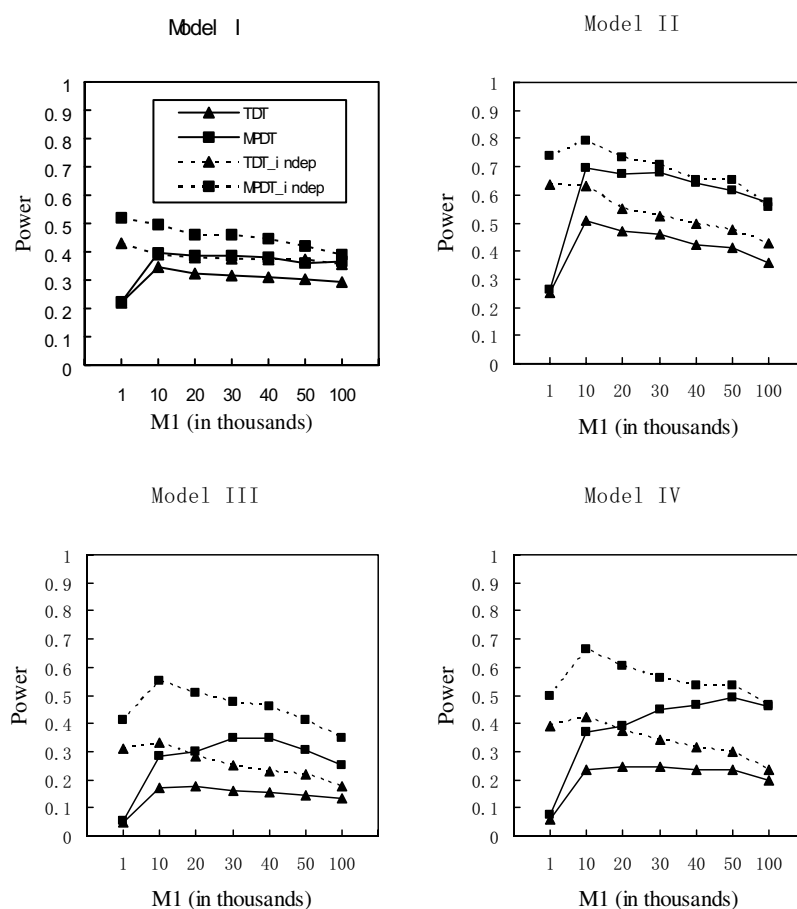 Model I
1
0.9
0.8
0.7
0.6
0.5
0.4
0.3
0.2
0.1
0
Power
TDT
MPDT
TDT_indep
MPDT_indep
1 10 20 30 40 50 100
M1 (in thousands)
Model II
1
0.9
0.8
0.7
0.6
0.5
0.4
0.3
0.2
0.1
0
Power
1 10 20 30 40 50 100
M1 (in thousands)
Model III
1
0.9
0.8
0.7
0.6
0.5
0.4
0.3
0.2
0.1
0
Power
1 10 20 30 40 50 100
M1 (in thousands)
Model IV
1
0.9
0.8
0.7
0.6
0.5
0.4
0.3
0.2
0.1
0
Power
1 10 20 30 40 50 100
M1 (in thousands)